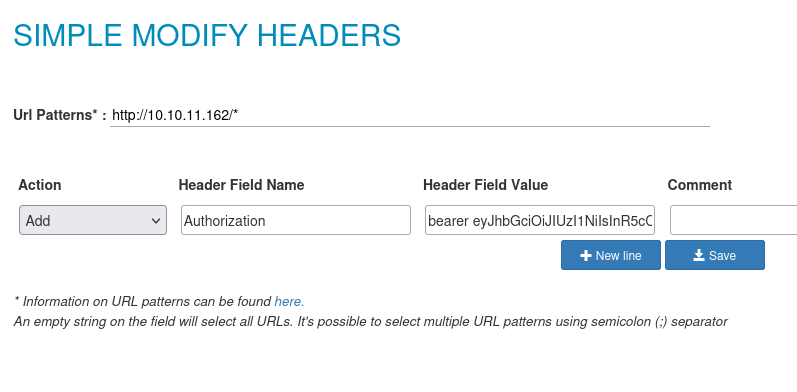 SIMPLE MODIFY HEADERS
Url Patterns* : http://10.10.11.162/*
Action Header Field Name Header Field Value Comment
Add Authorization bearer eyJhbGciOiJIUzI1NiIsInR5cC
New line Save
* Information on URL patterns can be found here.
An empty string on the field will select all URLs. It's possible to select multiple URL patterns using semicolon (;) separator